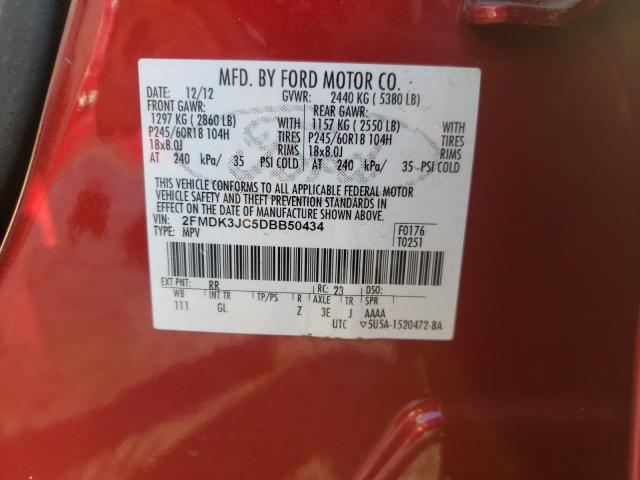 MFD. BY FORD MOTOR CO.
DATE: 12/12 GVWR: 2440 KG ( 5380 LB)
FRONT GAWR: REAR GAWR:
1297 KG ( 2860 LB) WITH 1157 KG ( 2550 LB) WITH
P245/60R18 104H TIRES P245/60R18 104H TIRES
18x8.0J RIMS 18x8.0J RIMS
AT 240 kPa/ 35 PSI COLD AT 240 kPa/ 35 PSI COLD
THIS VEHICLE CONFORMS TO ALL APPLICABLE FEDERAL MOTOR
VEHICLE SAFETY AND THEFT PREVENTION STANDARDS IN
EFFECT ON THE DATE OF MANUFACTURE SHOWN ABOVE.
VIN: 2FMDK3JC5DBB50434 F0176
TYPE: MPV T0251
EXT PNT: RR RC: 23 DSO:
WB INT TR TP/PS R AXLE TR SPR
111 GL Z 3E J AAAA
UTC ▽5U5A-1520472-BA